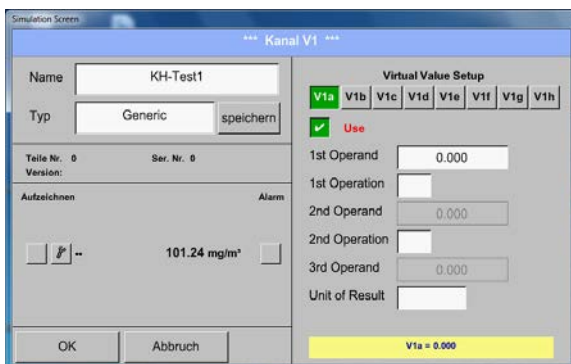 Simulation Screen
*** Kanal V1 ***
Name
KH-Test1
Typ
Generic
speichern
Teile Nr. 0
Ser. Nr. 0
Version:
Aufzeichnen
Alarm
--
101.24 mg/m³
OK
Abbruch
Virtual Value Setup
V1a
V1b
V1c
V1d
V1e
V1f
V1g
V1h
Use
1st Operand
0.000
1st Operation
2nd Operand
0.000
2nd Operation
3rd Operand
0.000
Unit of Result
V1a = 0.000